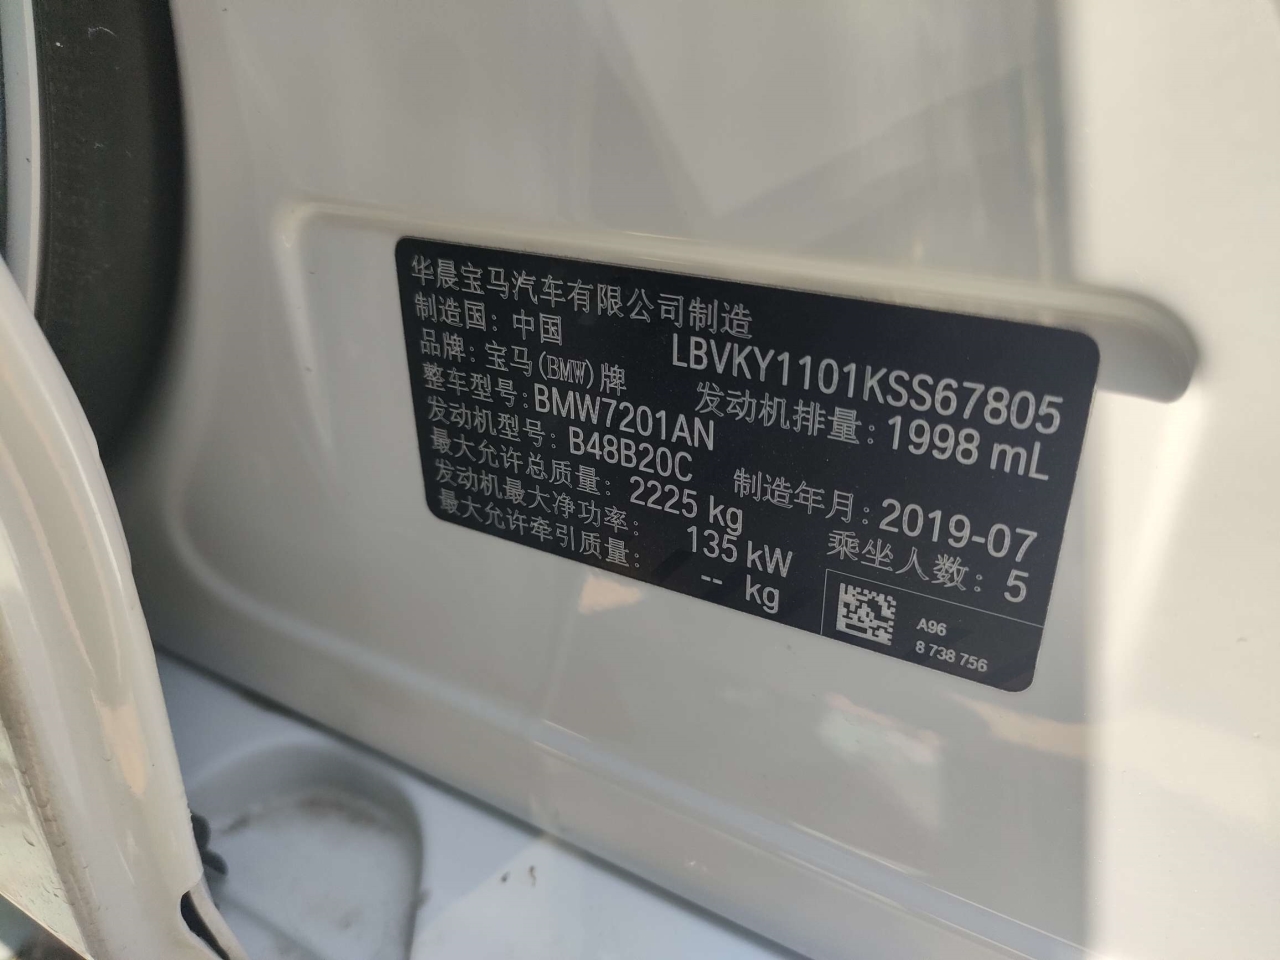 华晨宝马汽车有限公司制造
制造国：中国
LBVKY1101KSS67805
品牌：宝马(BMW)牌
发动机排量：1998 mL
整车型号：BMW7201AN
发动机型号：B48B20C
制造年月：2019-07
最大允许总质量：2225 kg
乘坐人数：5
发动机最大净功率：135 kW
最大允许牵引质量：-- kg
A96
8 738 756